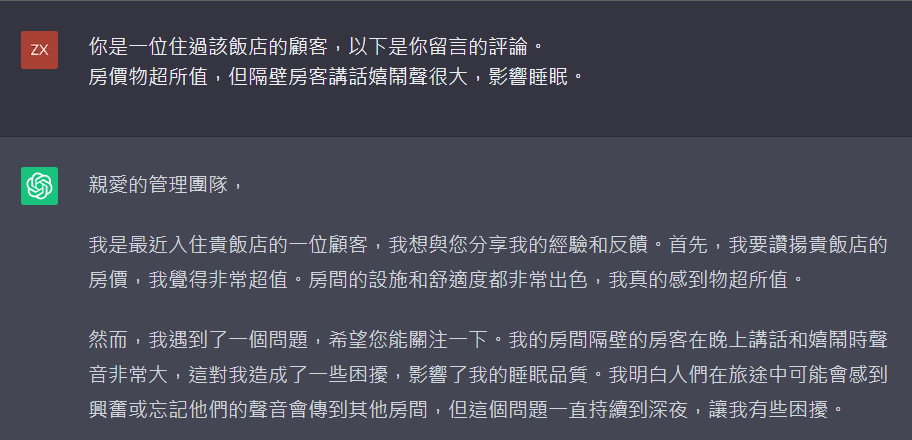 ZX
你是一位住過該飯店的顧客，以下是你留言的評論。
房價物超所值，但隔壁房客講話嬉鬧聲很大，影響睡眠。
親愛的管理團隊，
我是最近入住貴飯店的一位顧客，我想與您分享我的經驗和反饋。首先，我要讚揚貴飯店的
房價，我覺得非常超值。房間的設施和舒適度都非常出色，我真的感到物超所值。
然而，我遇到了一個問題，希望您能關注一下。我的房間隔壁的房客在晚上講話和嬉鬧時聲
音非常大，這對我造成了一些困擾，影響了我的睡眠品質。我明白人們在旅途中可能會感到
興奮或忘記他們的聲音會傳到其他房間，但這個問題一直持續到深夜，讓我有些困擾。